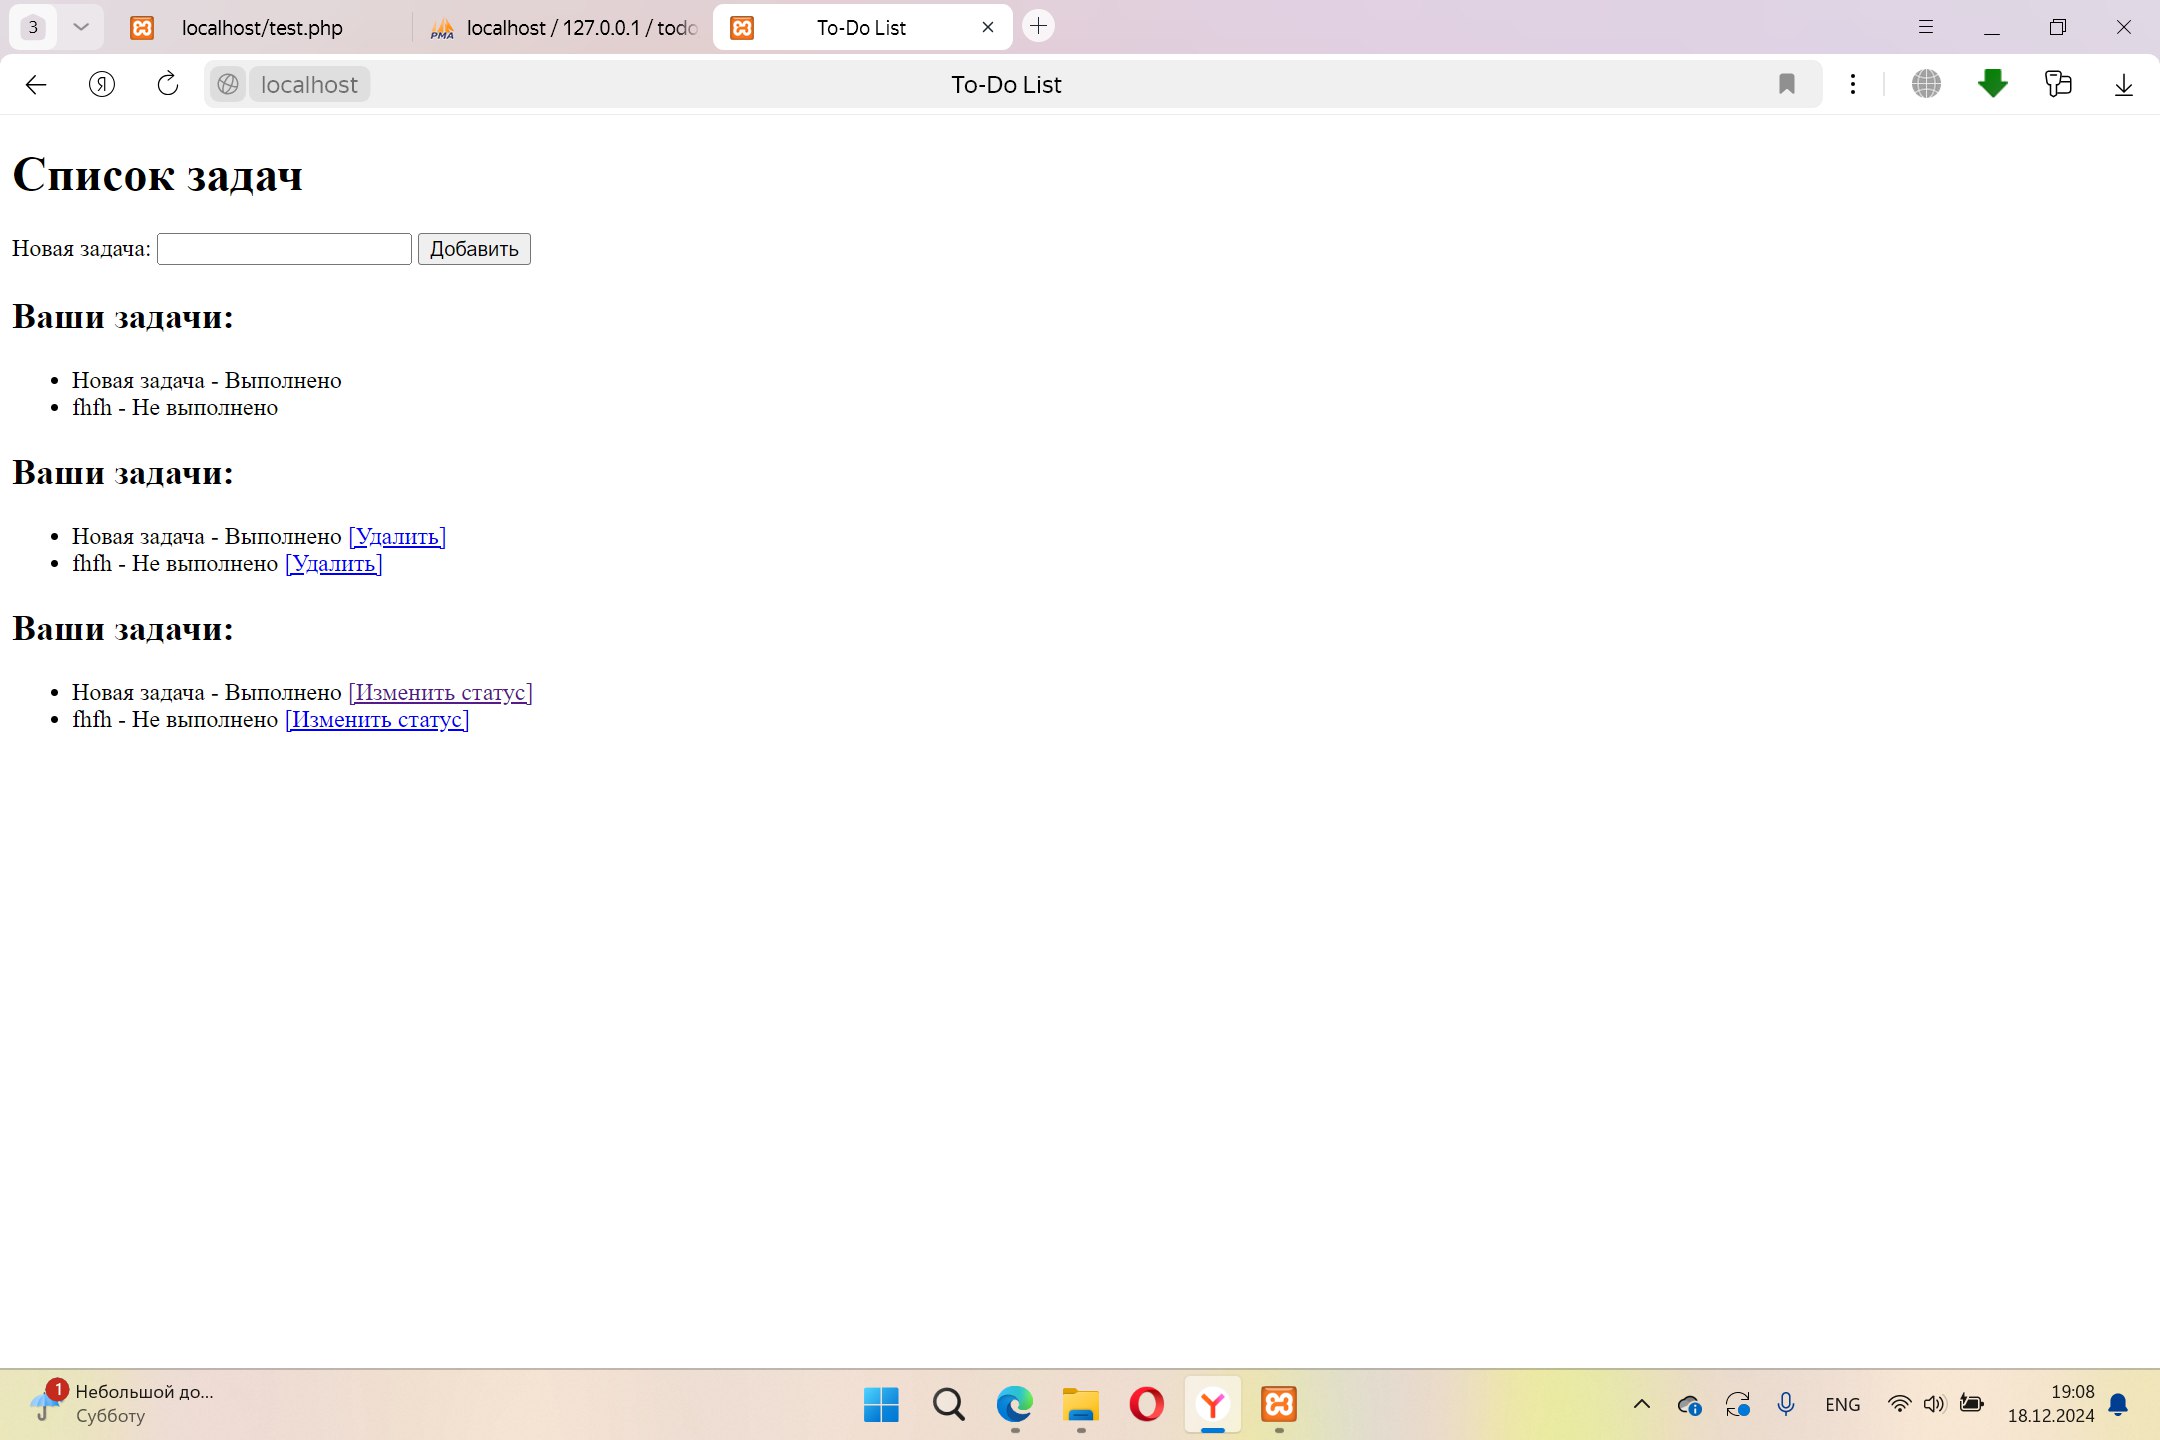 3
localhost/test.php
localhost / 127.0.0.1 / todo
To-Do List
Я
localhost
To-Do List
Список задач
Новая задача:
Добавить
Ваши задачи:
Новая задача - Выполнено
fhfh - Не выполнено
Ваши задачи:
Новая задача - Выполнено [Удалить]
fhfh - Не выполнено [Удалить]
Ваши задачи:
Новая задача - Выполнено [Изменить статус]
fhfh - Не выполнено [Изменить статус]
1
Небольшой до...
Субботу
ENG
19:08
18.12.2024